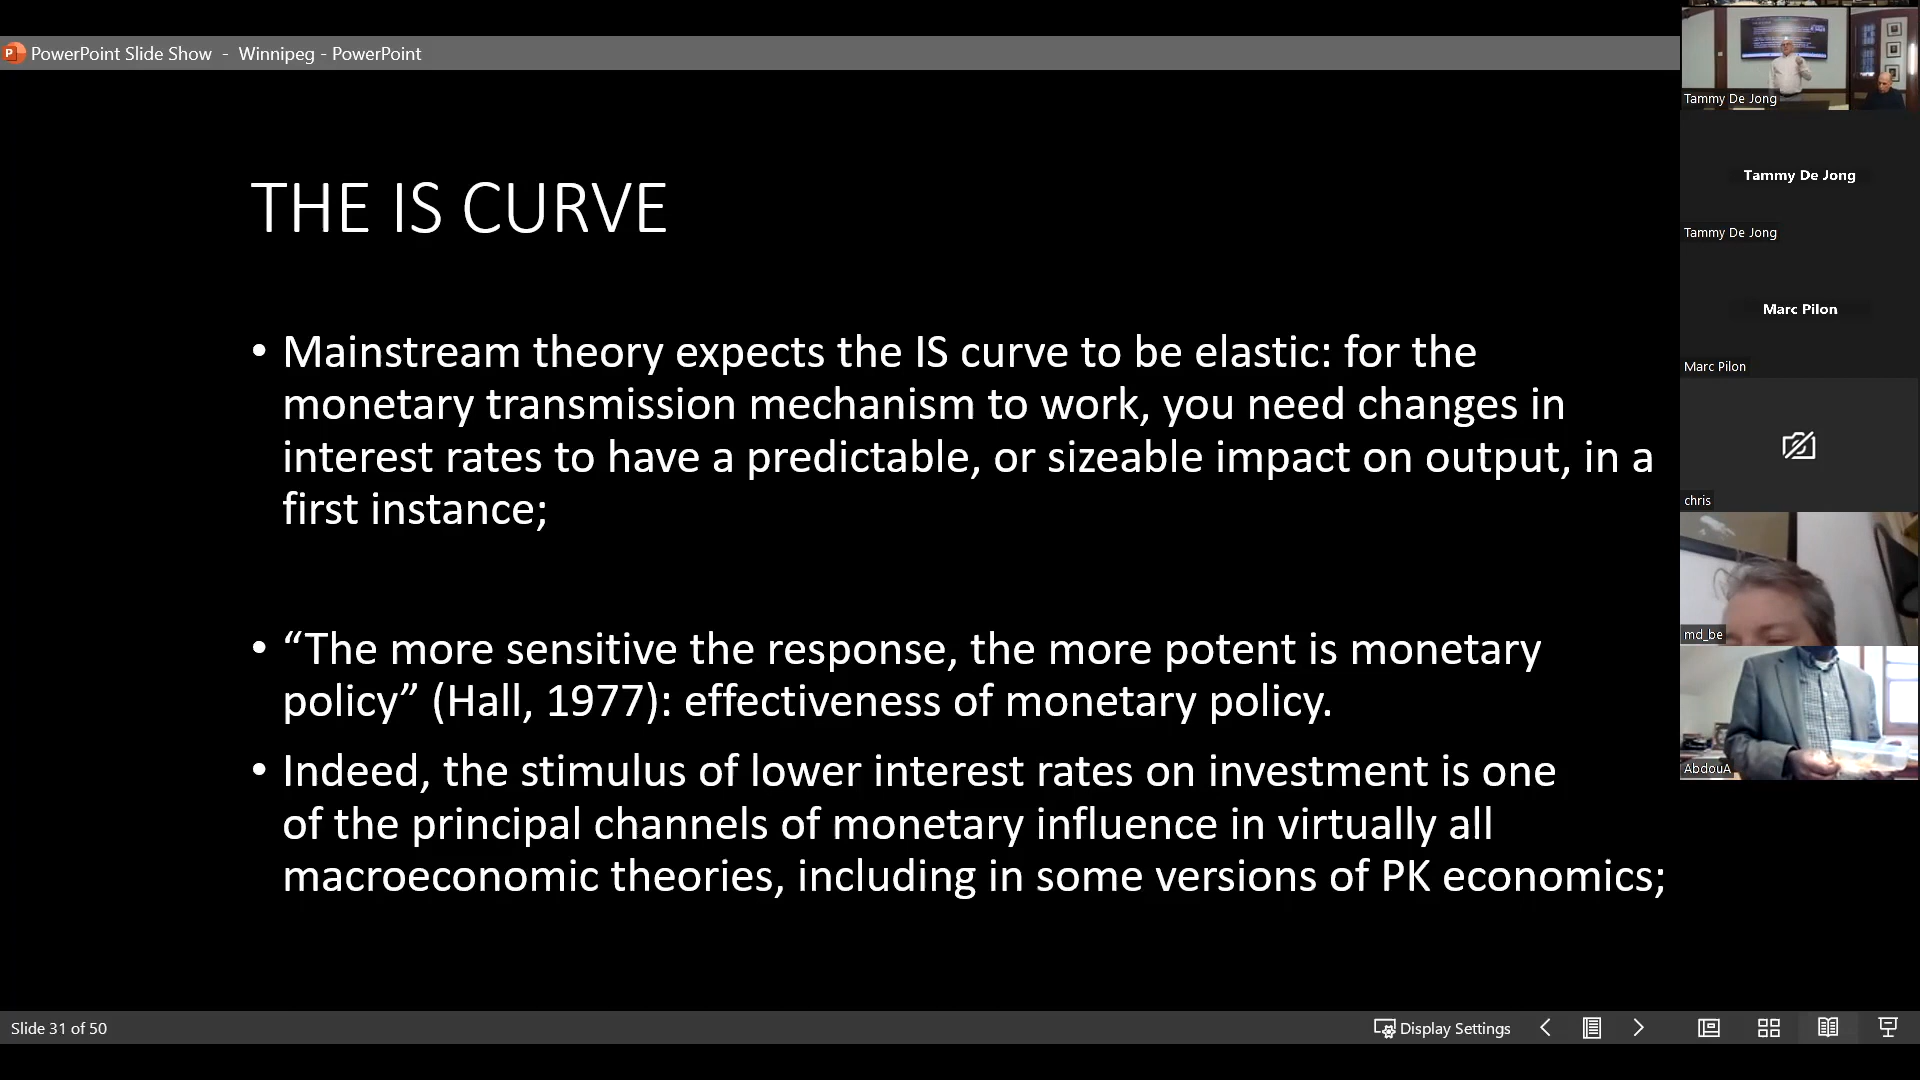 PowerPoint Slide Show - Winnipeg - PowerPoint
THE IS CURVE
• Mainstream theory expects the IS curve to be elastic: for the
monetary transmission mechanism to work, you need changes in
interest rates to have a predictable, or sizeable impact on output, in a
first instance;
• “The more sensitive the response, the more potent is monetary
policy” (Hall, 1977): effectiveness of monetary policy.
• Indeed, the stimulus of lower interest rates on investment is one
of the principal channels of monetary influence in virtually all
macroeconomic theories, including in some versions of PK economics;
Slide 31 of 50
Display Settings
Tammy De Jong
Tammy De Jong
Tammy De Jong
Marc Pilon
Marc Pilon
chris
md_be
AbdouA